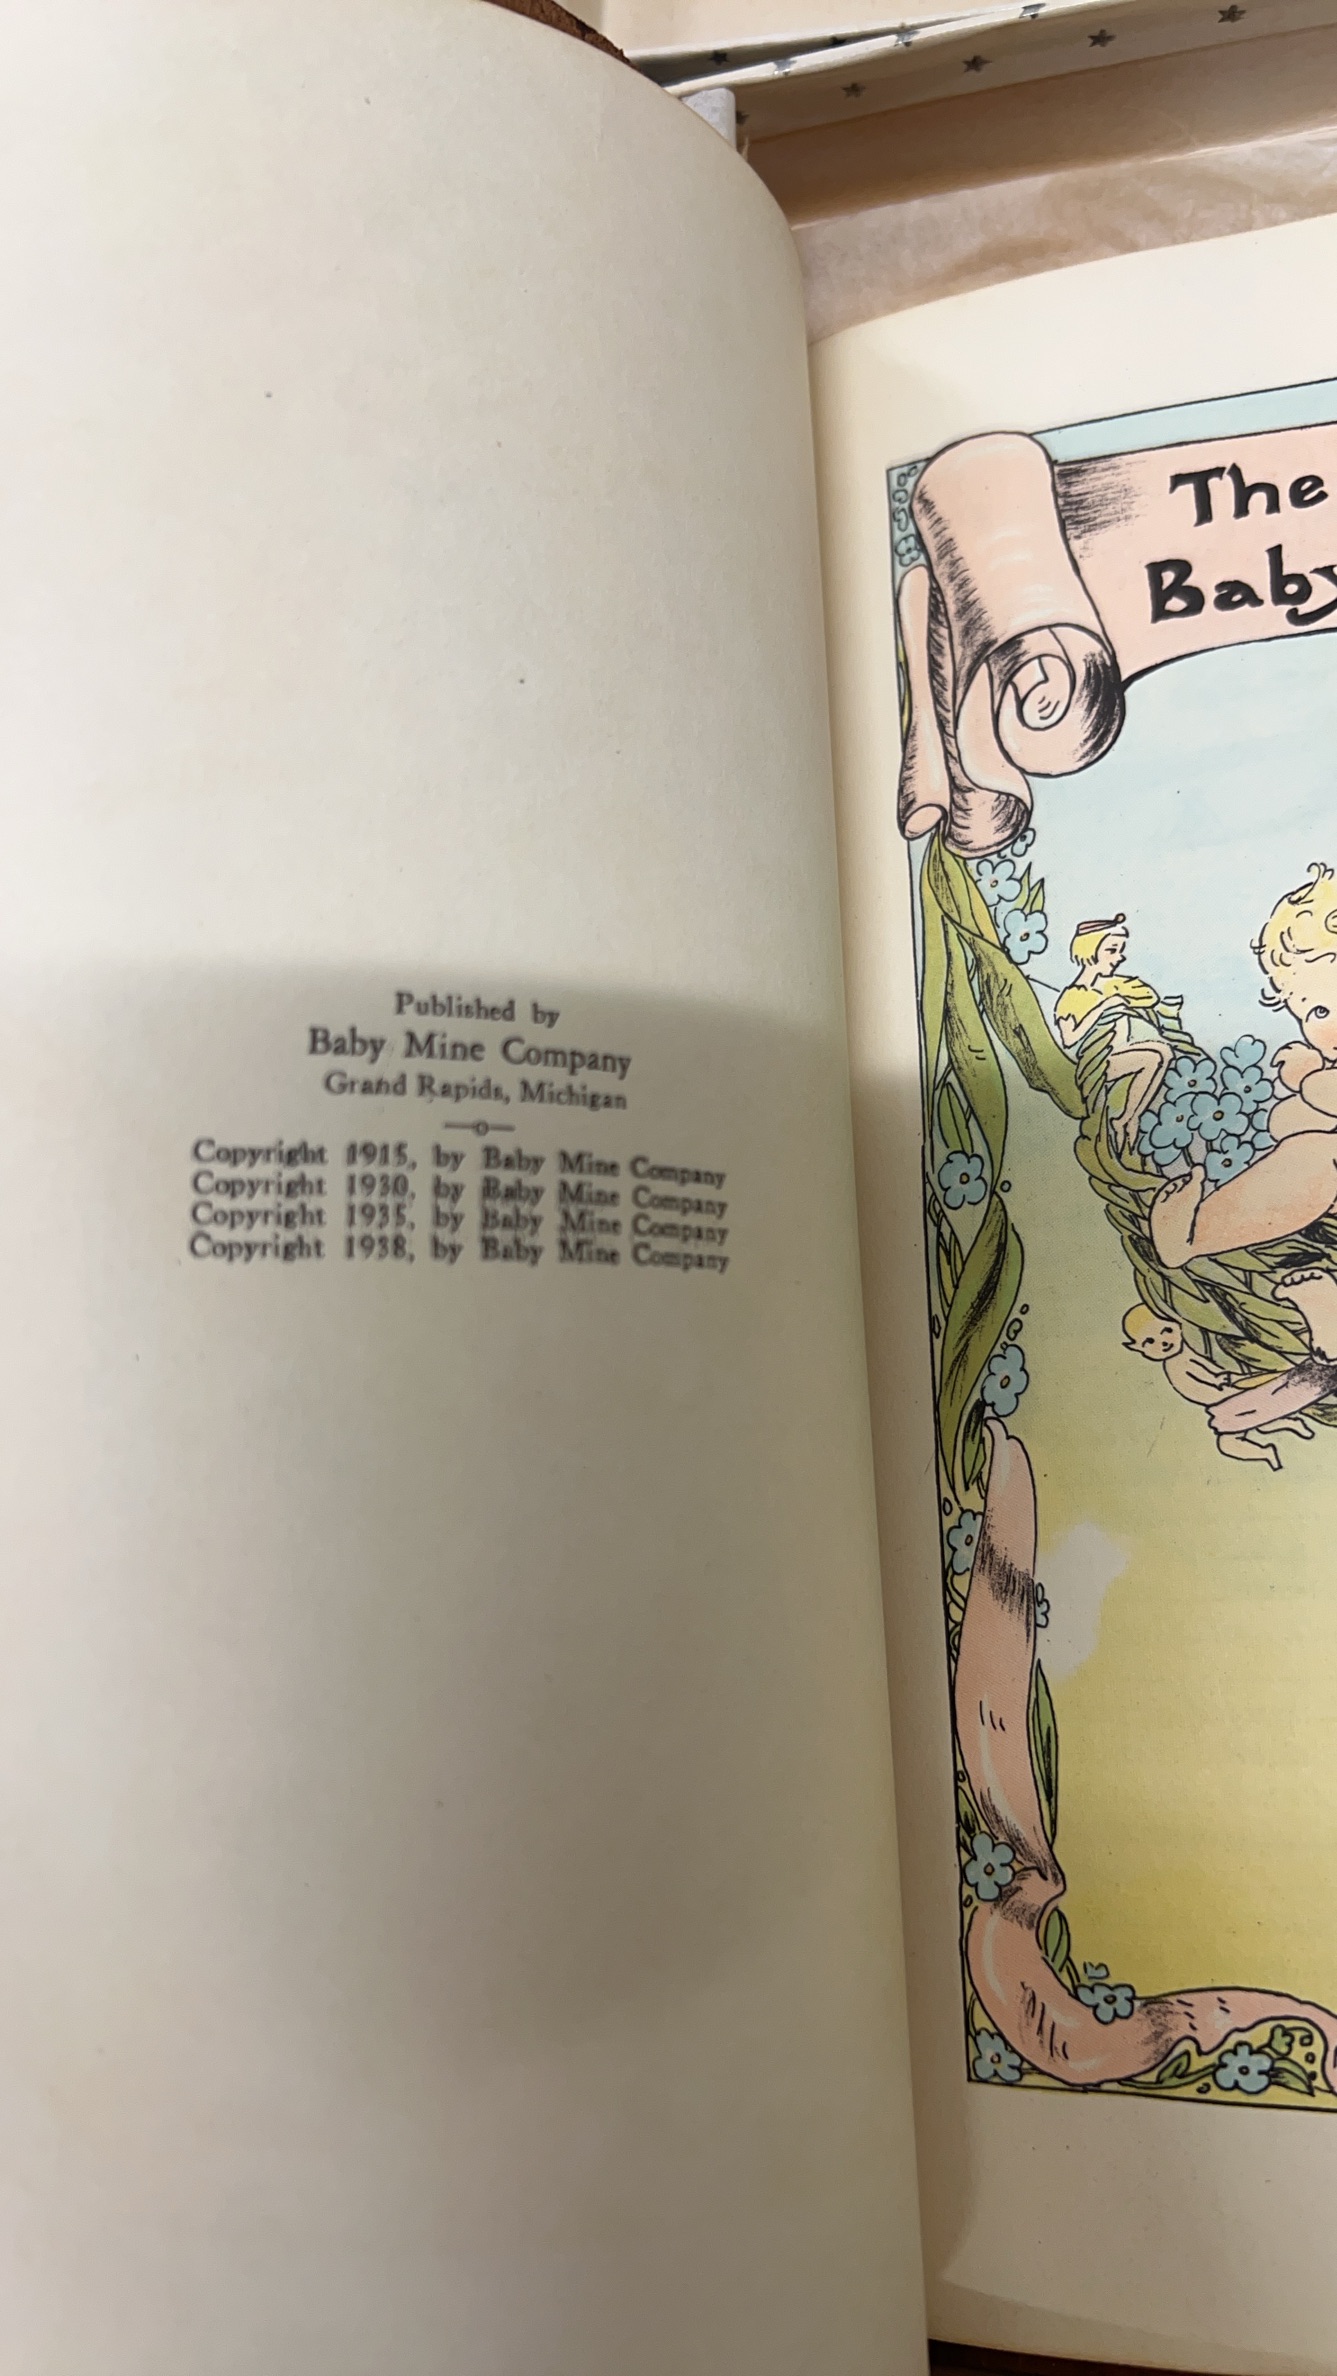 Published by
Baby Mine Company
Grand Rapids, Michigan
Copyright 1915, by Baby Mine Company
Copyright 1930, by Baby Mine Company
Copyright 1935, by Baby Mine Company
Copyright 1938, by Baby Mine Company
The
Baby